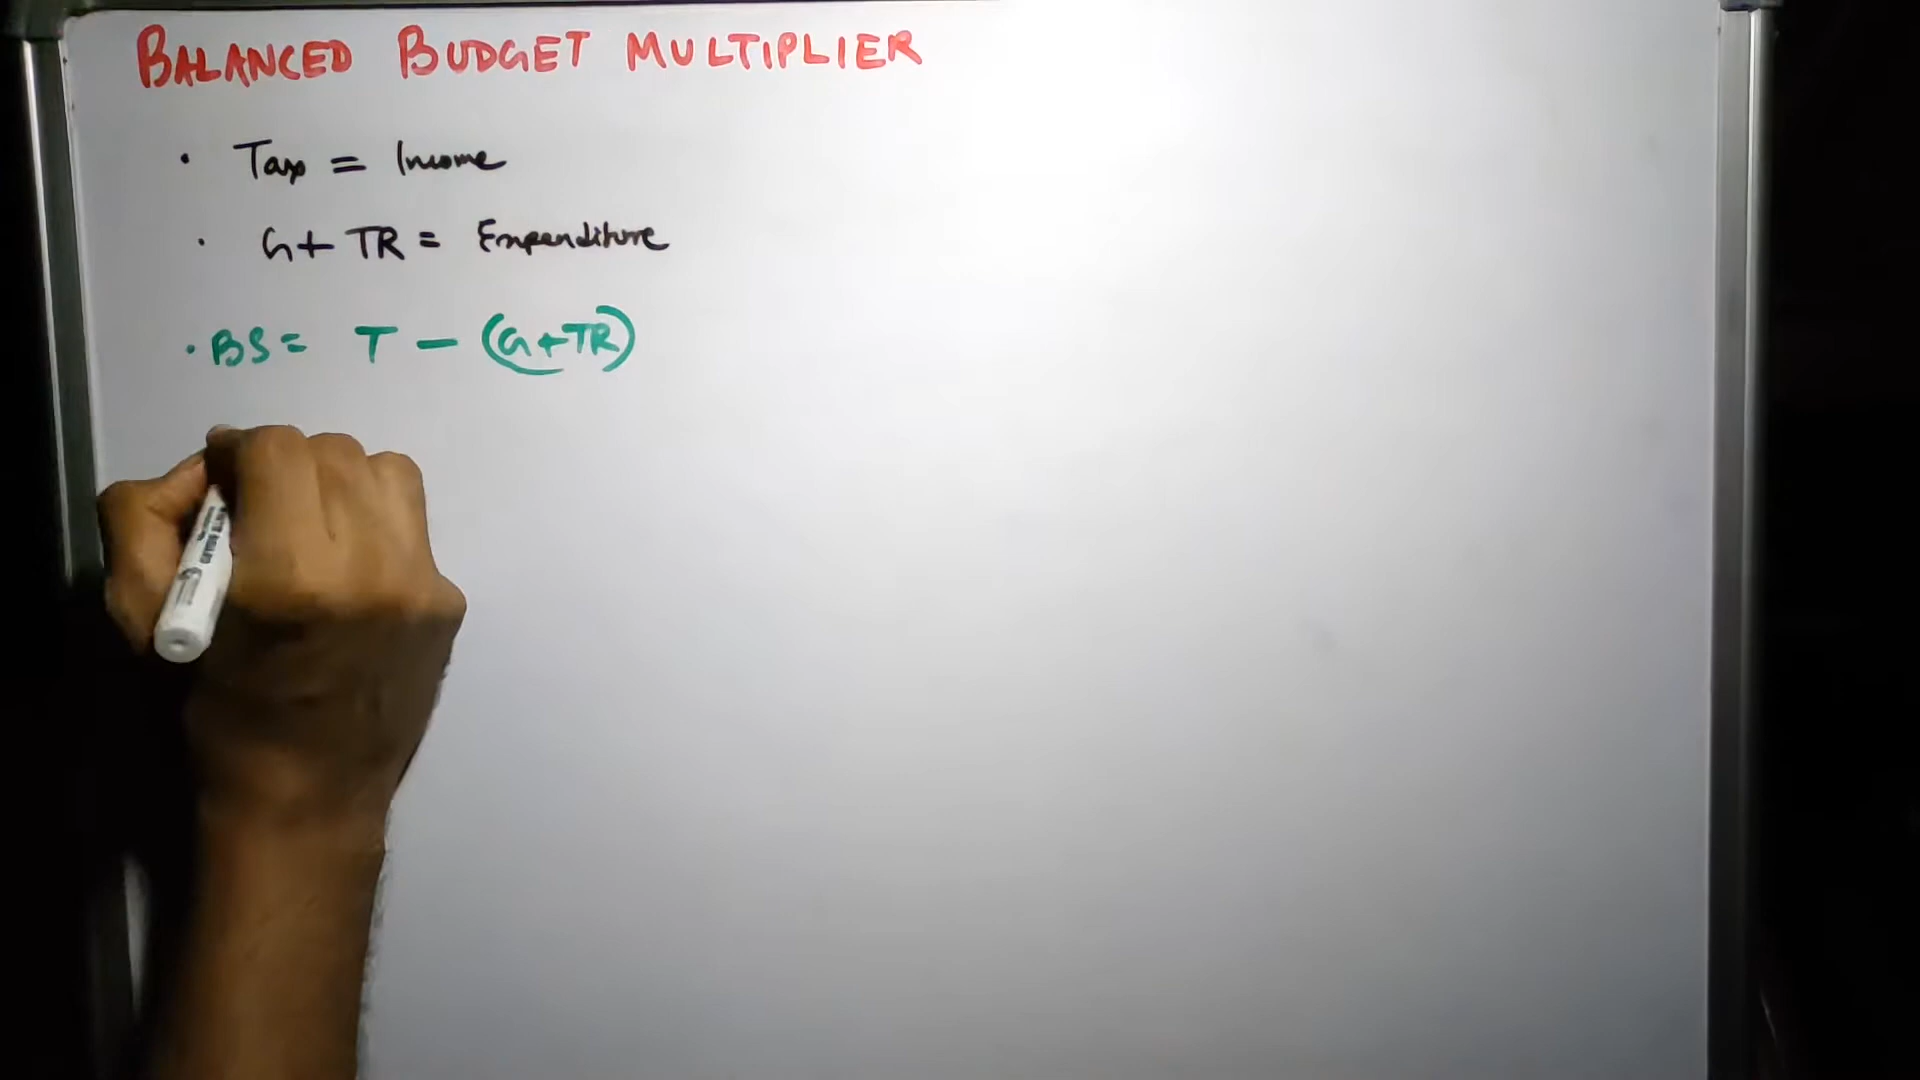 BALANCED BUDGET MULTIPLIER
• Tax = Income
• G + TR = Expenditure
• BS = T - (G+TR)